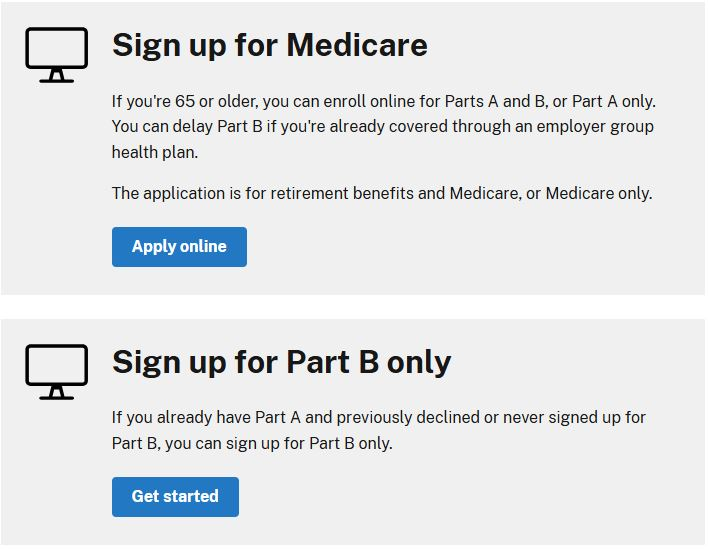 Sign up for Medicare
If you're 65 or older, you can enroll online for Parts A and B, or Part A only.
You can delay Part B if you're already covered through an employer group
health plan.
The application is for retirement benefits and Medicare, or Medicare only.
Apply online
Sign up for Part B only
If you already have Part A and previously declined or never signed up for
Part B, you can sign up for Part B only.
Get started